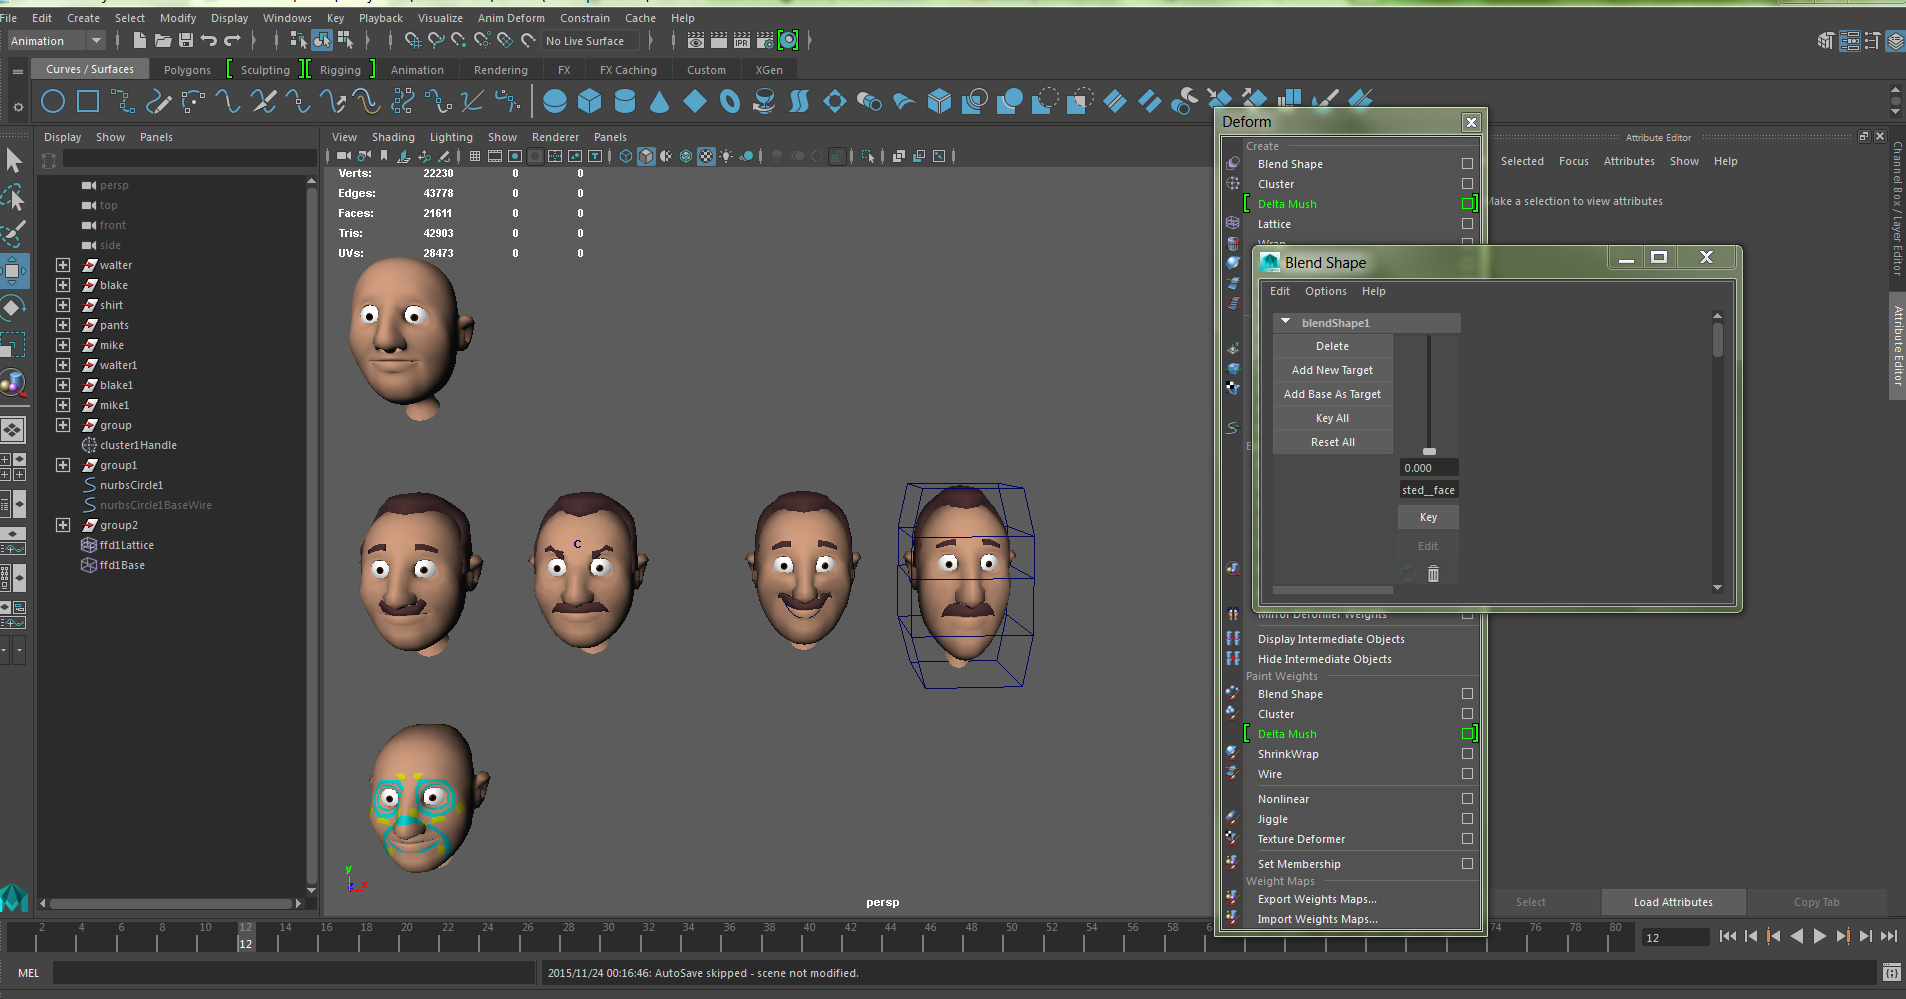 File Edit Create Select Modify Display Windows Key Playback Visualize Anim Deform Constrain Cache Help
Animation No Live Surface IPR
Curves / Surfaces Polygons Sculpting Rigging Animation Rendering FX FX Caching Custom XGen
Display Show Panels
View Shading Lighting Show Renderer Panels
persp
top
front
side
walter
blake
shirt
pants
mike
walter1
blake1
mike1
group
cluster1Handle
group1
nurbsCircle1
nurbsCircle1BaseWire
group2
ffd1Lattice
ffd1Base
Verts: 22230 0 0
Edges: 43778 0 0
Faces: 21611 0 0
Tris: 42903 0 0
UVs: 28473 0 0
C
y
z x
persp
Deform
Create
Blend Shape
Cluster
Delta Mush
Lattice
Wrap
Blend Shape
Edit Options Help
blendShape1
Delete
Add New Target
Add Base As Target
Key All
Reset All
0.000
sted__face
Key
Edit
E
Mirror Deformer Weights
Display Intermediate Objects
Hide Intermediate Objects
Paint Weights
Blend Shape
Cluster
Delta Mush
ShrinkWrap
Wire
Nonlinear
Jiggle
Texture Deformer
Set Membership
Weight Maps
Export Weights Maps...
Import Weights Maps...
Attribute Editor
Selected Focus Attributes Show Help
Make a selection to view attributes
Channel Box / Layer Editor
Attribute Editor
Select Load Attributes Copy Tab
2 4 6 8 10 12 14 16 18 20 22 24 26 28 30 32 34 36 38 40 42 44 46 48 50 52 54 56 58 6 74 76 78 80
12
12
MEL
2015/11/24 00:16:46: AutoSave skipped - scene not modified.